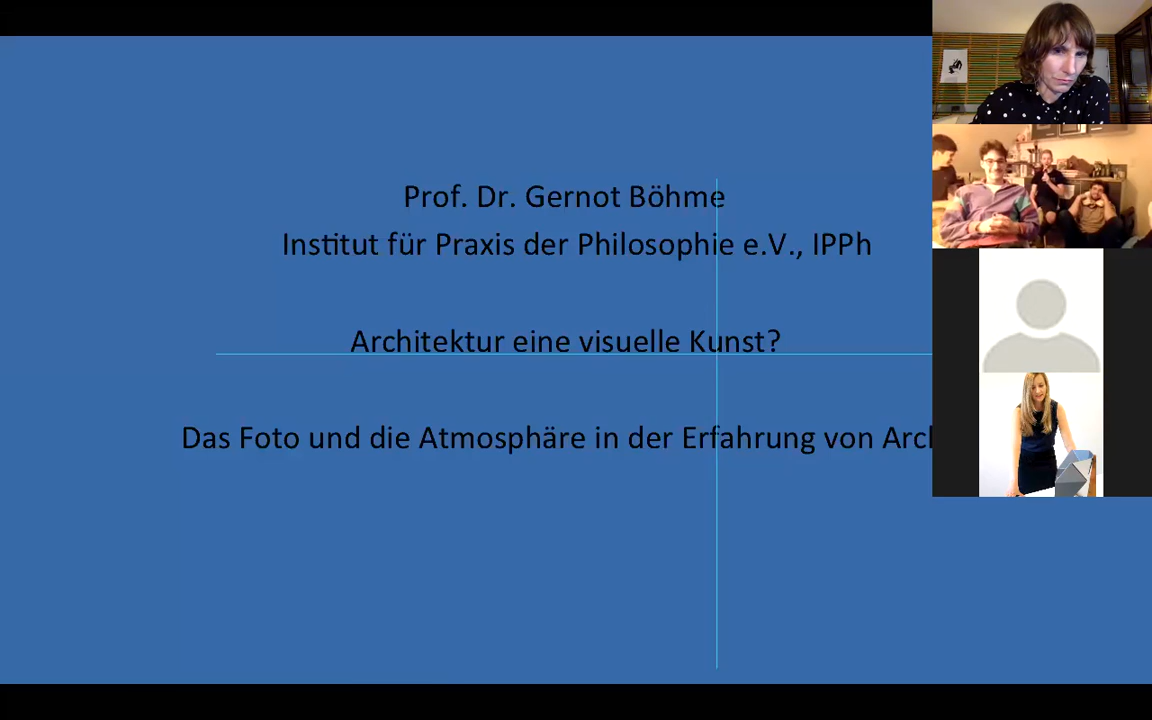 Prof. Dr. Gernot Böhme
Institut für Praxis der Philosophie e.V., IPPh
Architektur eine visuelle Kunst?
Das Foto und die Atmosphäre in der Erfahrung von